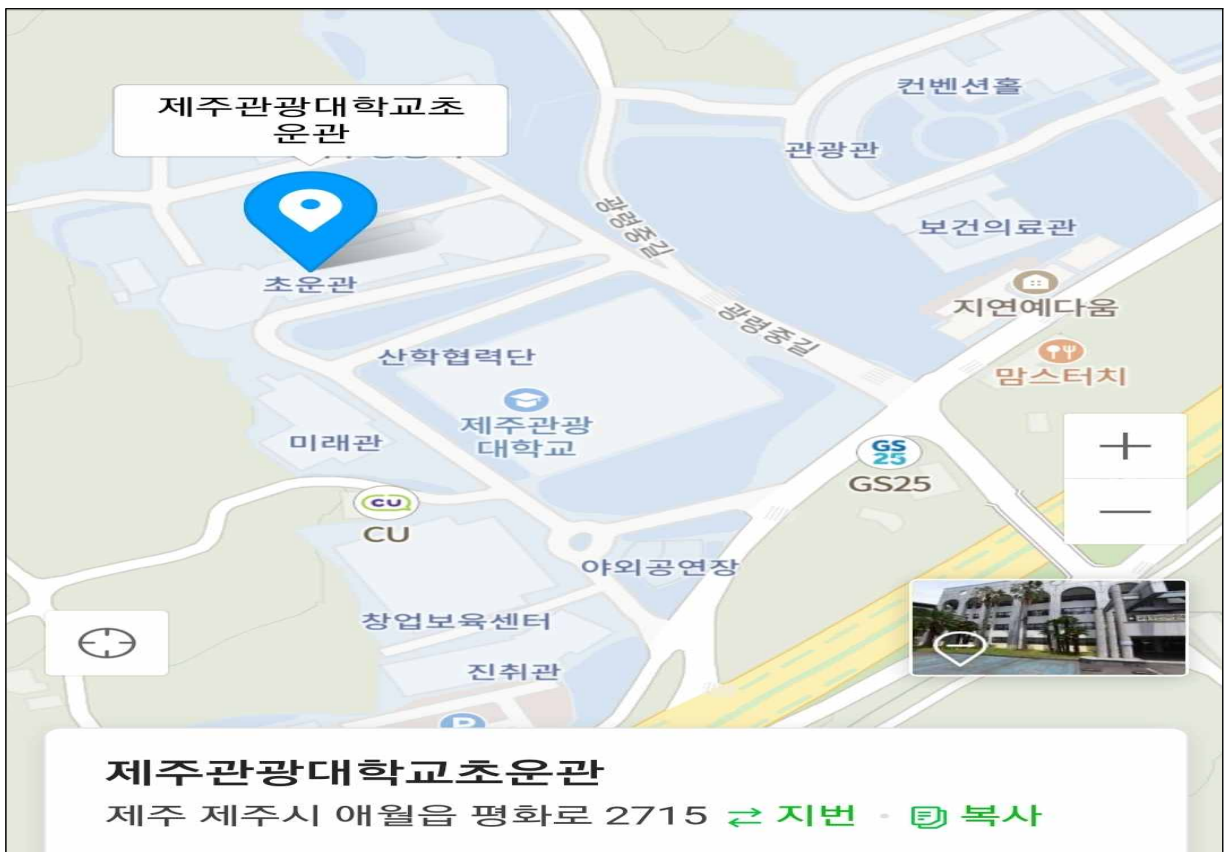 컨벤션홀
제주관광대학교초
운관
관광관
광령중길
보건의료관
초운관
지연예다움
광령중길
산학협력단
맘스터치
제주관광
대학교
미래관
GS
25
GS25
CU
CU
야외공연장
창업보육센터
진취관
P
제주관광대학교초운관
제주 제주시 애월읍 평화로 2715 지번 · 복사